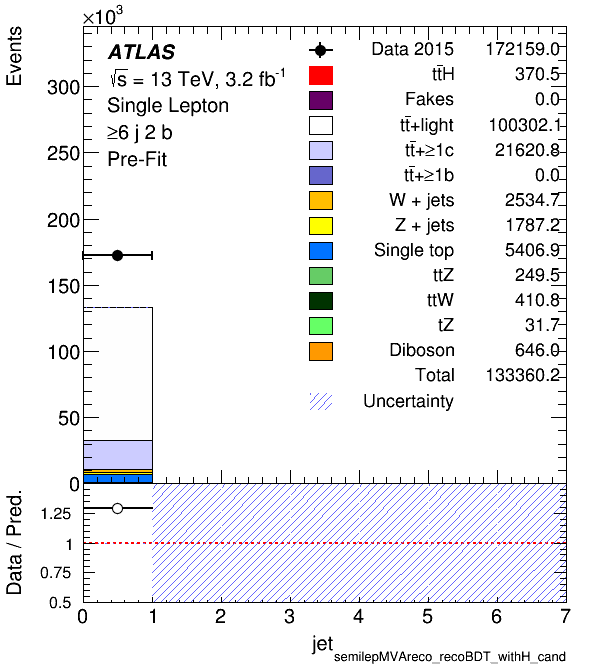 ×10³
Events
350
300
250
200
150
100
50
0
ATLAS
√s = 13 TeV, 3.2 fb⁻¹
Single Lepton
≥6 j 2 b
Pre-Fit
Data 2015 172159.0
tt̄H 370.5
Fakes 0.0
tt̄+light 100302.1
tt̄+≥1c 21620.8
tt̄+≥1b 0.0
W + jets 2534.7
Z + jets 1787.2
Single top 5406.9
ttZ 249.5
ttW 410.8
tZ 31.7
Diboson 646.0
Total 133360.2
Uncertainty
Data / Pred.
1.25
1
0.75
0.5
0 1 2 3 4 5 6 7
jet
semilepMVAreco_recoBDT_withH_cand